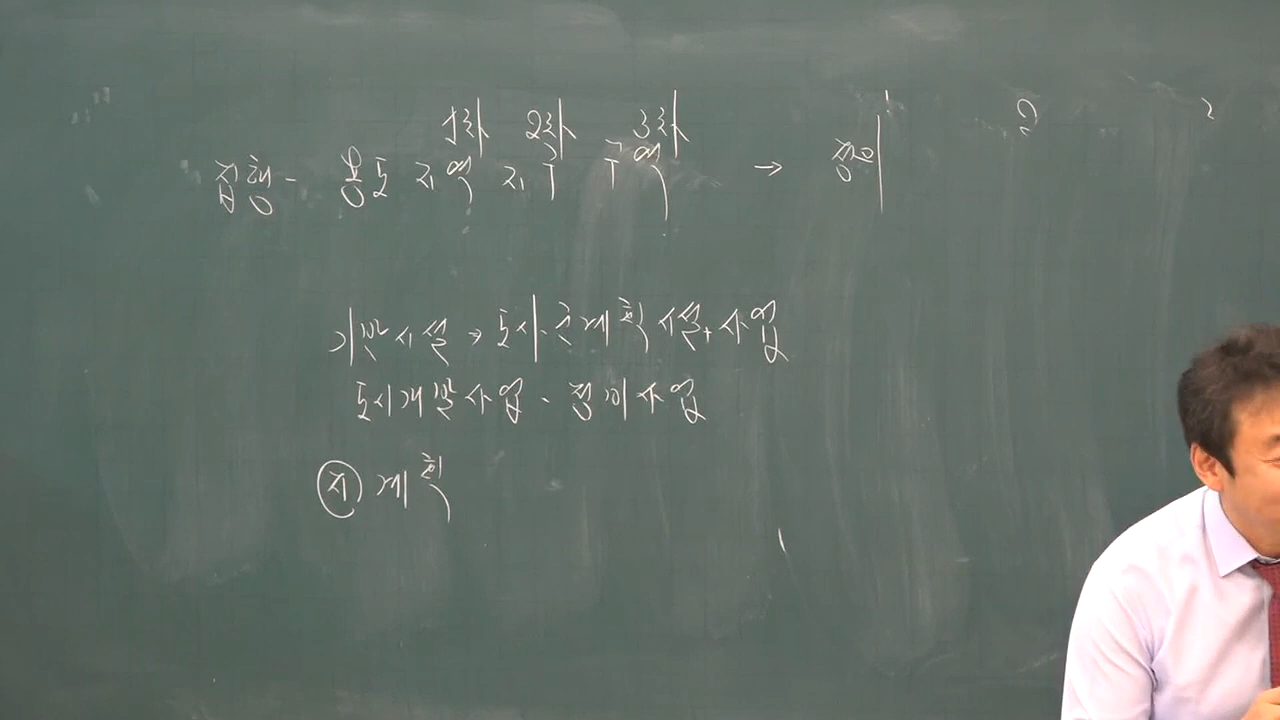 1차 2차 3차
집행 - 용도 지역 지구 구역 → 정의
기반시설 → 도시·군계획시설, 사업
도시개발사업 · 정비사업
지 계획